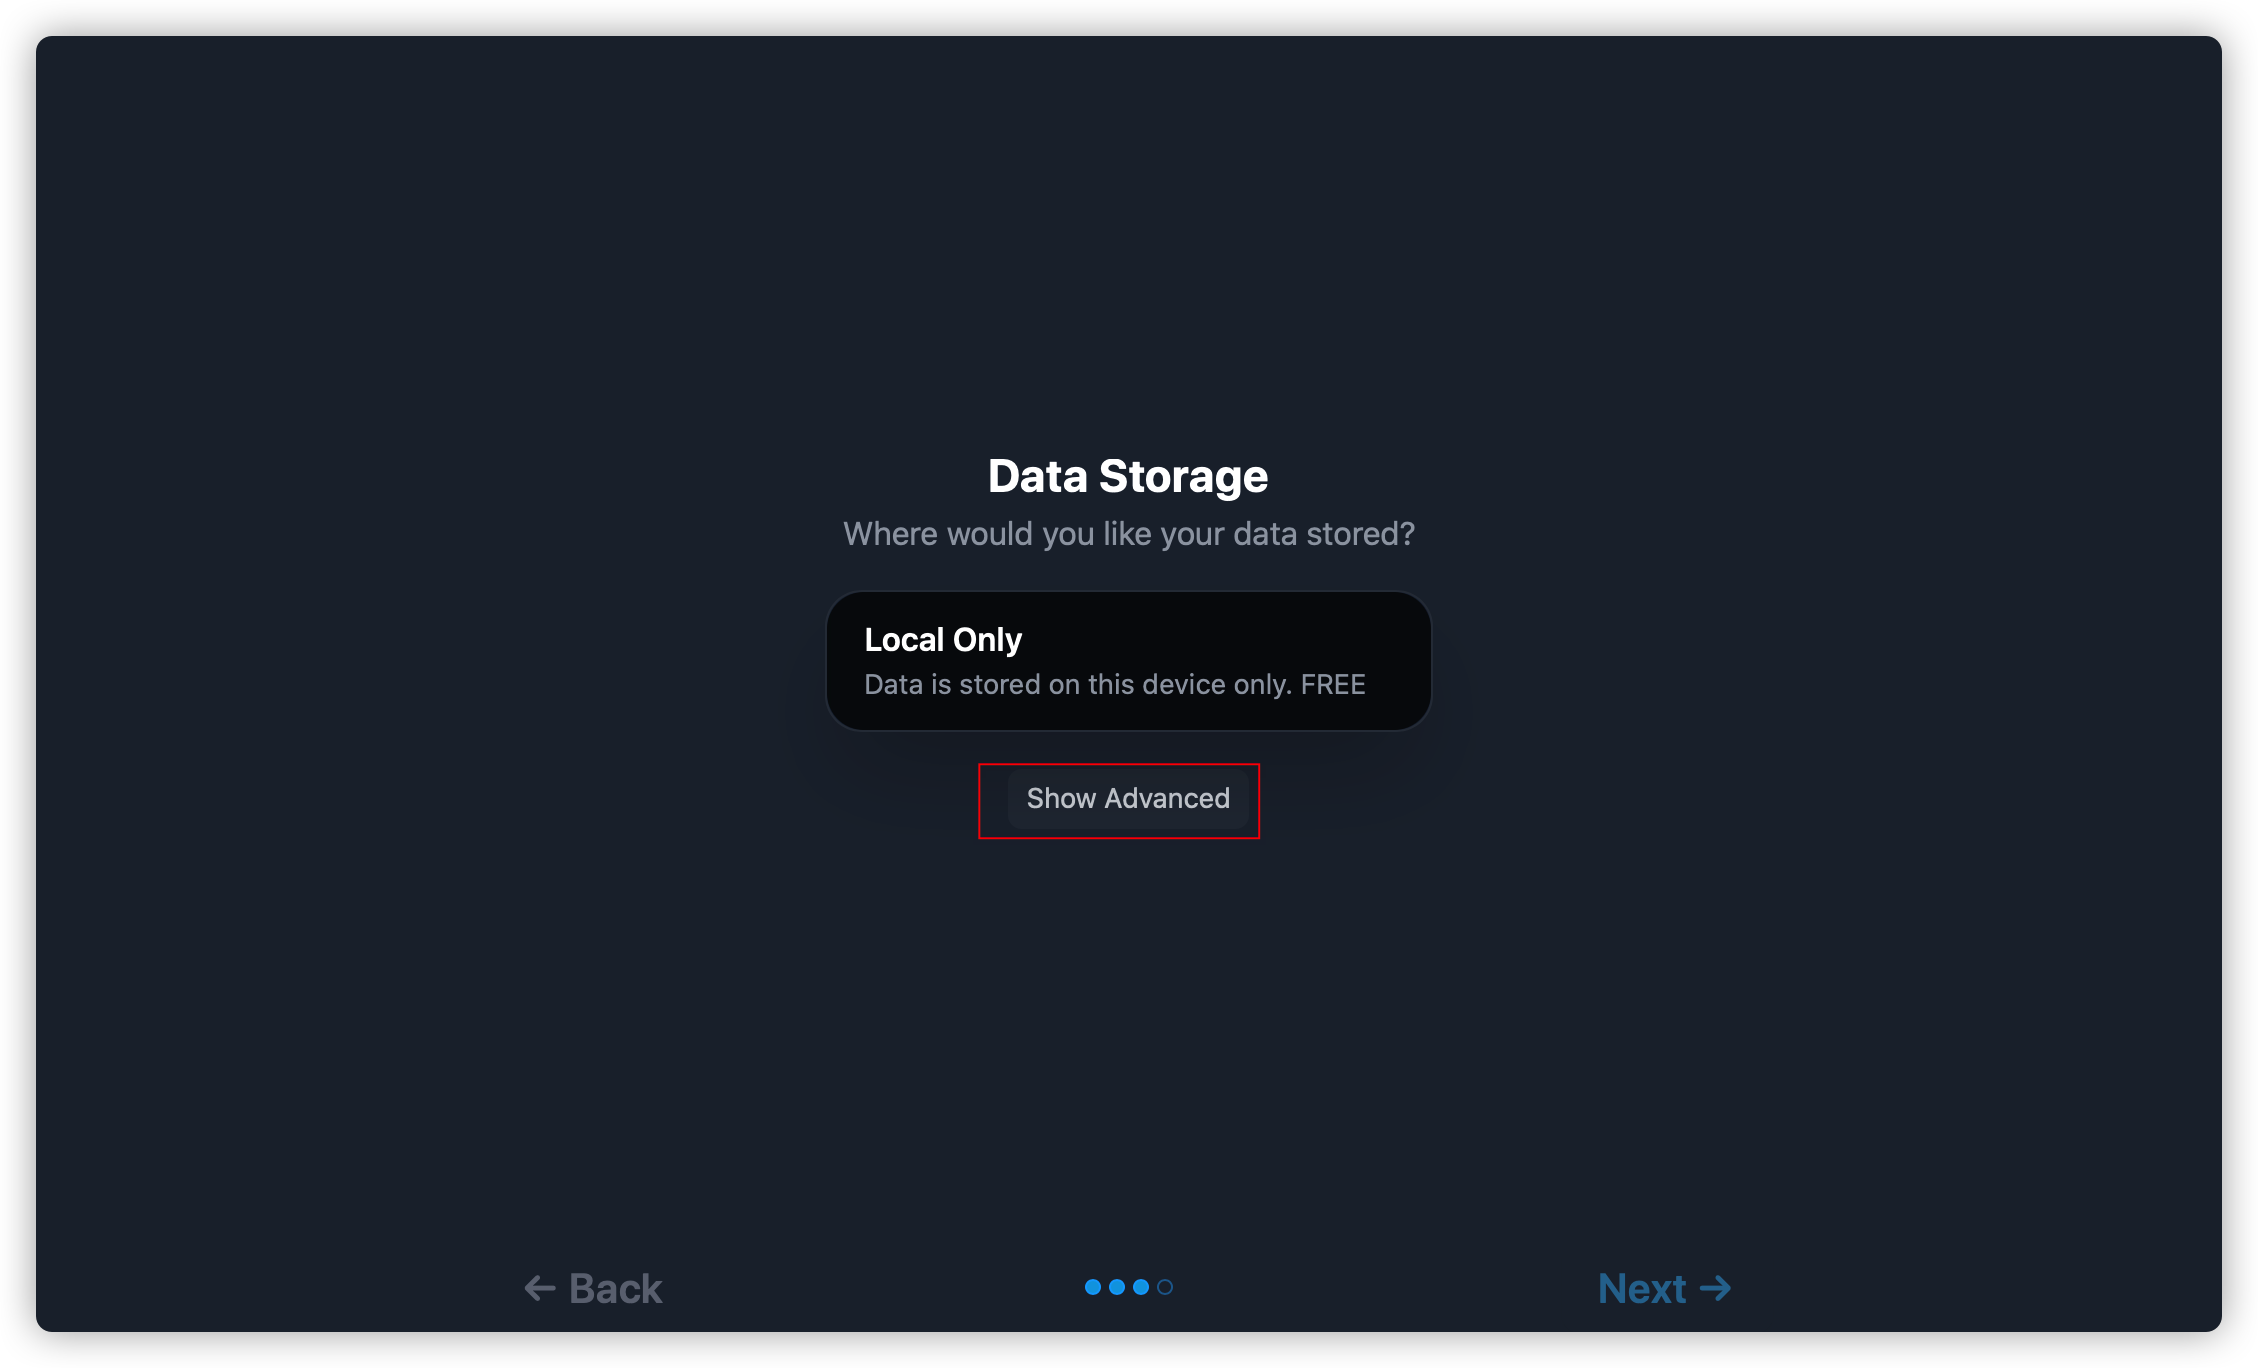 Data Storage
Where would you like your data stored?
Local Only
Data is stored on this device only. FREE
Show Advanced
Back
Next